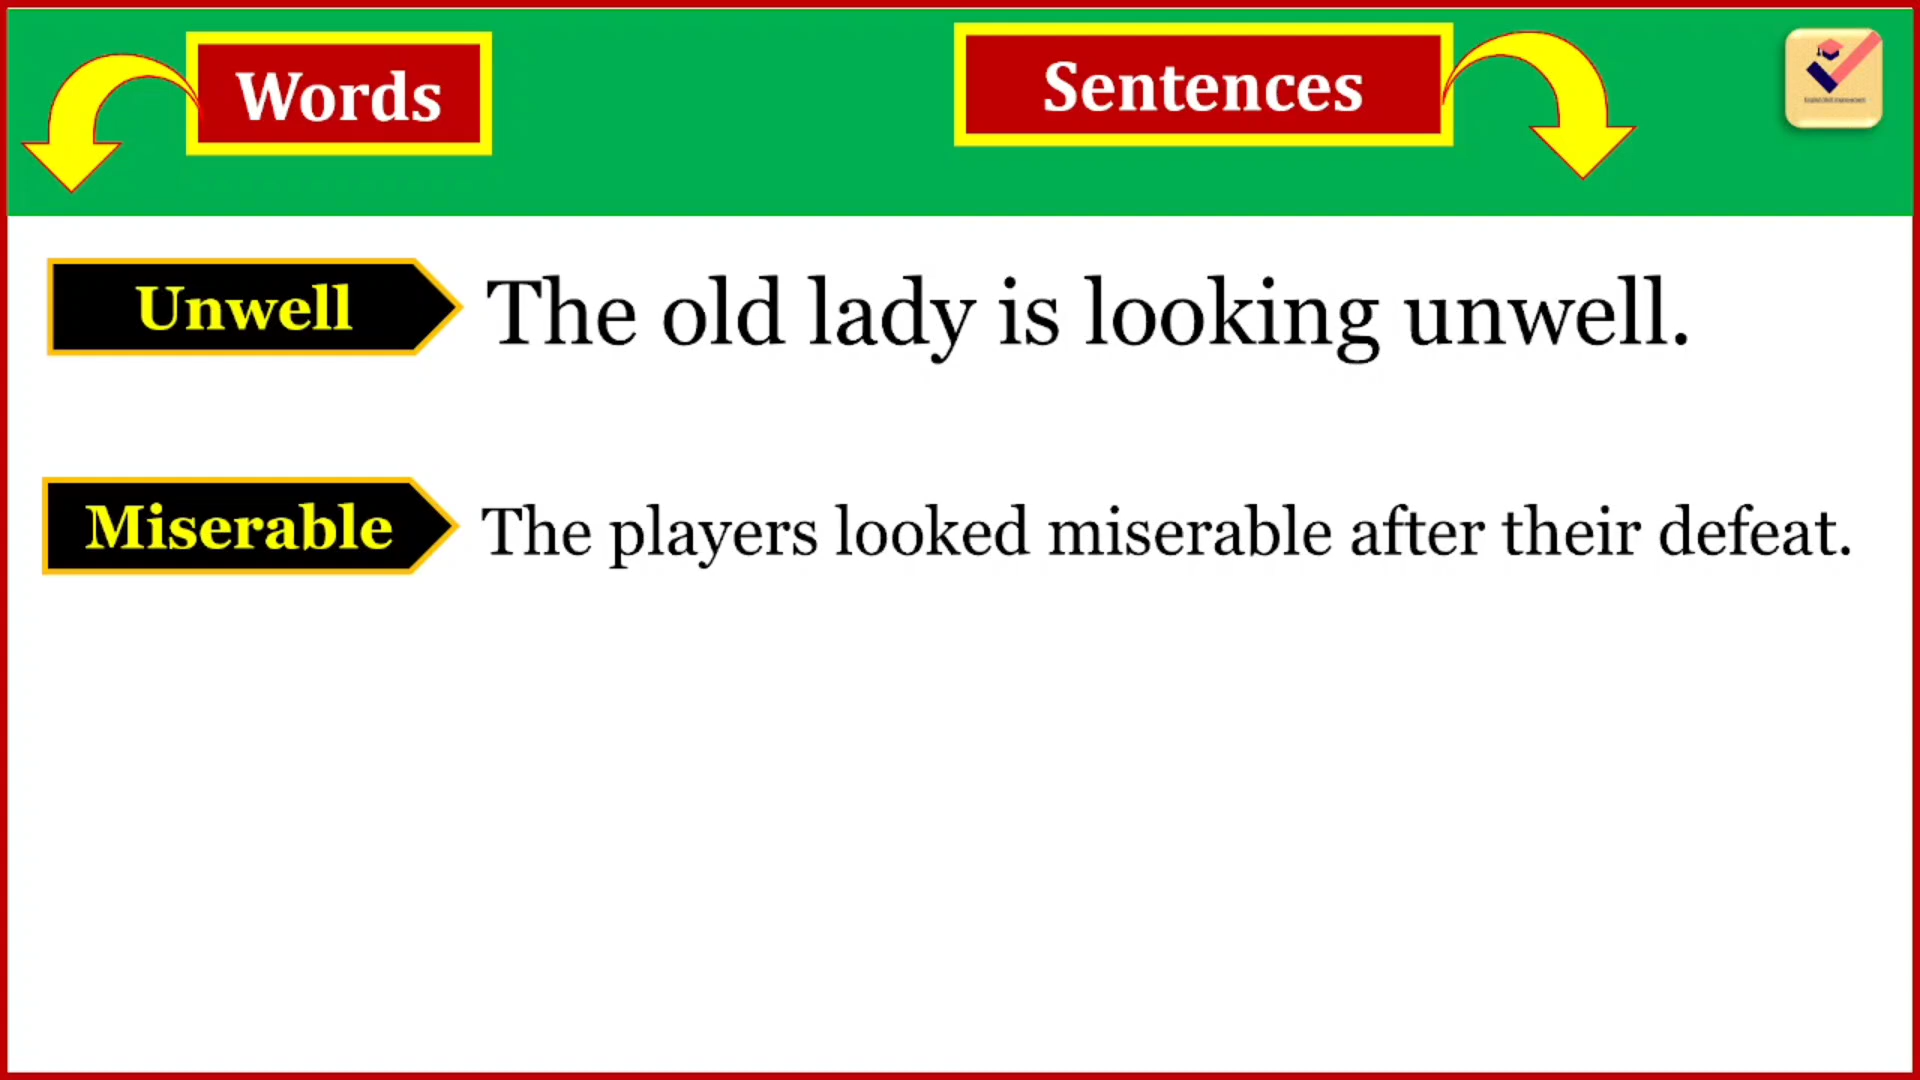 Words
Sentences
Unwell
The old lady is looking unwell.
Miserable
The players looked miserable after their defeat.